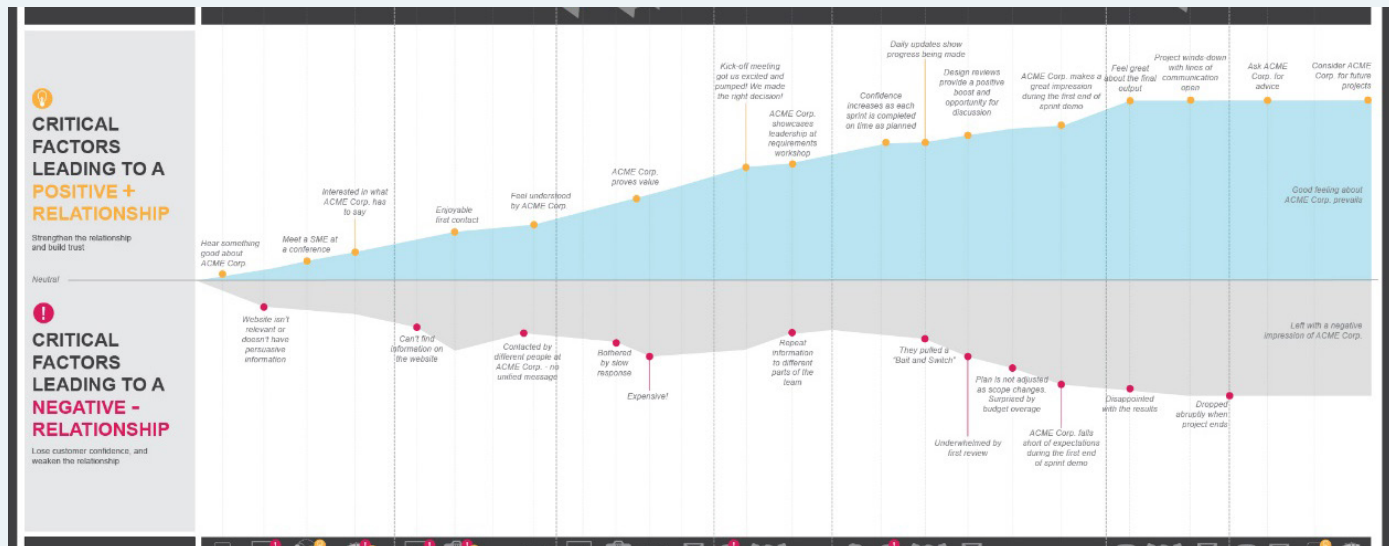 CRITICAL
FACTORS
LEADING TO A
POSITIVE +
RELATIONSHIP
Strengthen the relationship
and build trust
Neutral
CRITICAL
FACTORS
LEADING TO A
NEGATIVE -
RELATIONSHIP
Lose customer confidence, and
weaken the relationship
Hear something
good about
ACME Corp.
Meet a SME at
a conference
Interested in what
ACME Corp. has
to say
Enjoyable
first contact
Feel understood
by ACME Corp.
ACME Corp.
proves value
Kick-off meeting
got us excited and
pumped! We made
the right decision!
ACME Corp.
showcases
leadership at
requirements
workshop
Confidence
increases as each
sprint is completed
on time as planned
Daily updates show
progress being made
Design reviews
provide a positive
boost and
opportunity for
discussion
ACME Corp. makes a
great impression
during the first end of
sprint demo
Feel great
about the final
output
Project winds-down
with lines of
communication
open
Ask ACME
Corp. for
advice
Consider ACME
Corp. for future
projects
Good feeling about
ACME Corp. prevails
Website isn't
relevant or
doesn't have
persuasive
information
Can't find
information on
the website
Contacted by
different people at
ACME Corp. - no
unified message
Bothered
by slow
response
Expensive!
Repeat
information
to different
parts of the
team
They pulled a
"Bait and Switch"
Underwhelmed by
first review
Plan is not adjusted
as scope changes.
Surprised by
budget overage
ACME Corp. falls
short of expectations
during the first end
of sprint demo
Disappointed
with the results
Dropped
abruptly when
project ends
Left with a negative
impression of ACME Corp.